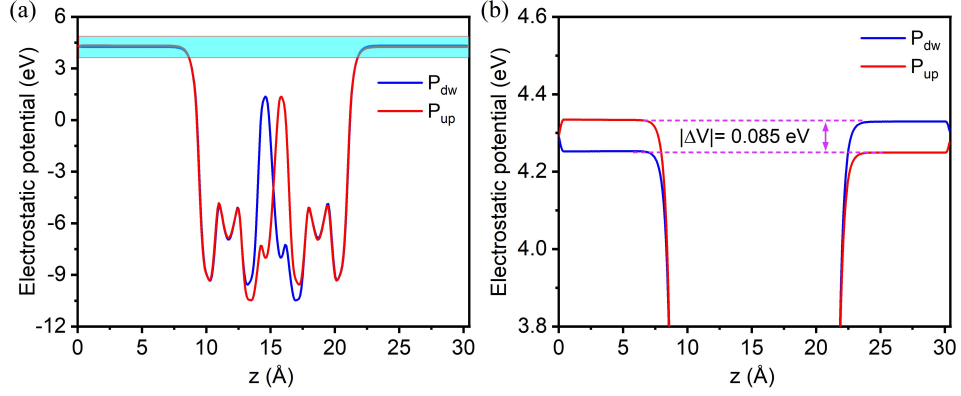 (a)
Electrostatic potential (eV)
6
3
0
-3
-6
-9
-12
P_dw
P_up
0
5
10
15
20
25
30
z (Å)
(b)
Electrostatic potential (eV)
4.6
4.4
4.2
4.0
3.8
P_dw
P_up
|ΔV|= 0.085 eV
0
5
10
15
20
25
30
z (Å)